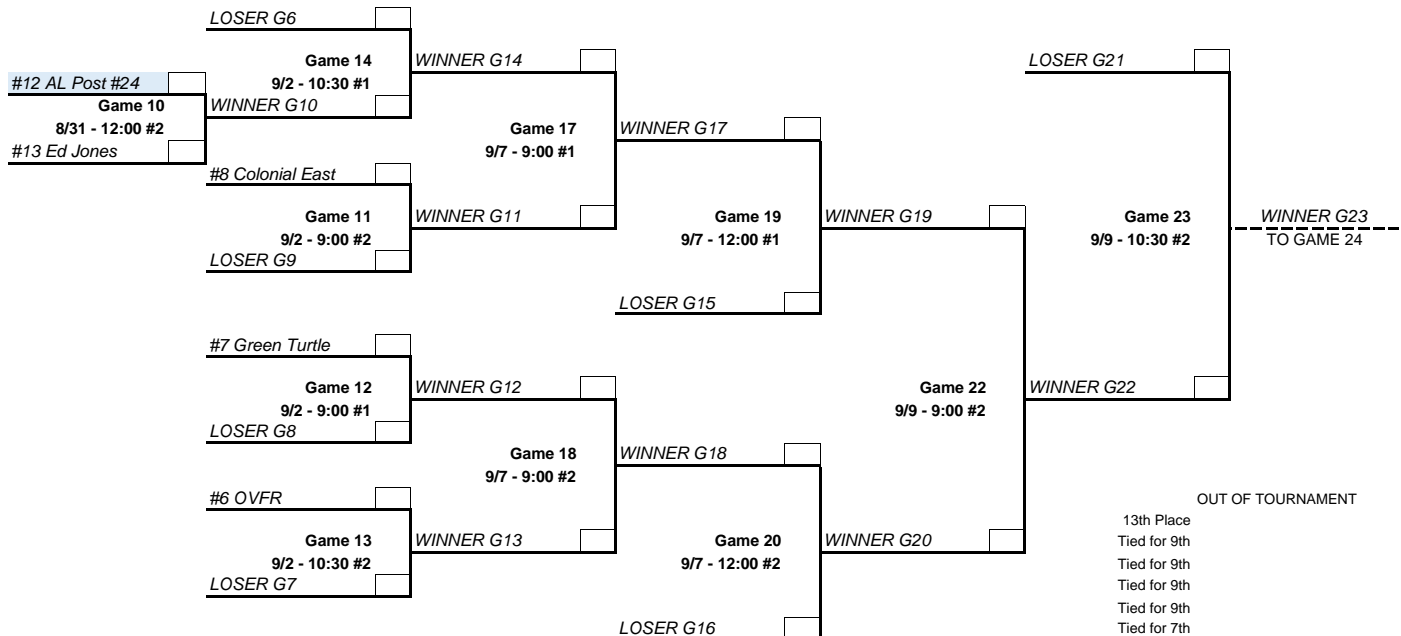 LOSER G6
Game 14
9/2 - 10:30 #1
WINNER G14
LOSER G21
#12 AL Post #24
Game 10
8/31 - 12:00 #2
WINNER G10
#13 Ed Jones
Game 17
9/7 - 9:00 #1
WINNER G17
#8 Colonial East
Game 11
9/2 - 9:00 #2
WINNER G11
LOSER G9
Game 19
9/7 - 12:00 #1
WINNER G19
Game 23
9/9 - 10:30 #2
WINNER G23
TO GAME 24
LOSER G15
#7 Green Turtle
Game 12
9/2 - 9:00 #1
WINNER G12
LOSER G8
Game 22
9/9 - 9:00 #2
WINNER G22
Game 18
9/7 - 9:00 #2
WINNER G18
#6 OVFR
Game 13
9/2 - 10:30 #2
WINNER G13
LOSER G7
Game 20
9/7 - 12:00 #2
WINNER G20
LOSER G16
OUT OF TOURNAMENT
13th Place
Tied for 9th
Tied for 9th
Tied for 9th
Tied for 9th
Tied for 7th